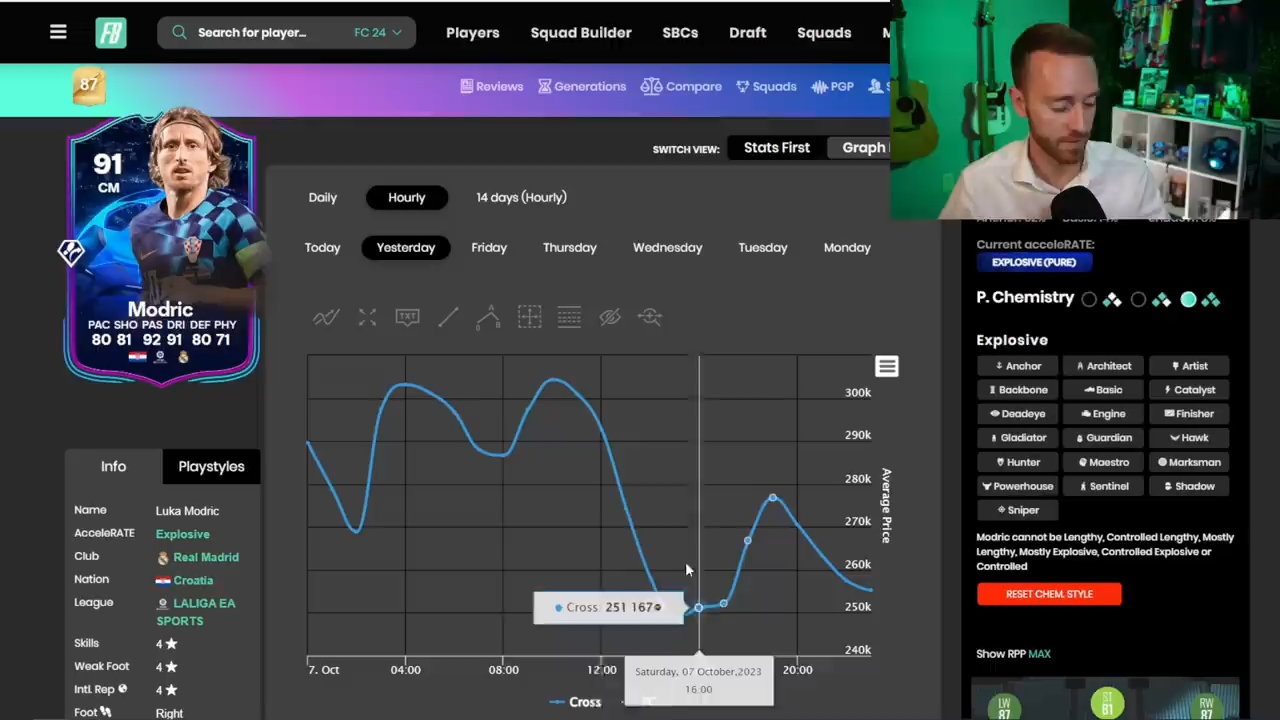 FB
Search for player...
FC 24
Players
Squad Builder
SBCs
Draft
Squads
M
87
Reviews
Generations
Compare
Squads
PGP
S
SWITCH VIEW:
Stats First
Graph
91
CM
Modric
PAC SHO PAS DRI DEF PHY
80 81 92 91 80 71
Daily
Hourly
14 days (Hourly)
Today
Yesterday
Friday
Thursday
Wednesday
Tuesday
Monday
TXT
300k
290k
280k
270k
260k
250k
240k
Average Price
Cross 251 167
7. Oct
04:00
08:00
12:00
20:00
Saturday, 07 October,2023
16:00
Cross
Info
Playstyles
Name
Luka Modric
AcceleRATE
Explosive
Club
Real Madrid
Nation
Croatia
League
LALIGA EA
SPORTS
Skills
4
Weak Foot
4
Intl. Rep
4
Foot
Right
Current acceleRATE:
EXPLOSIVE (PURE)
P. Chemistry
Explosive
Anchor
Architect
Artist
Backbone
Basic
Catalyst
Deadeye
Engine
Finisher
Gladiator
Guardian
Hawk
Hunter
Maestro
Marksman
Powerhouse
Sentinel
Shadow
Sniper
Modric cannot be Lengthy, Controlled Lengthy, Mostly
Lengthy, Mostly Explosive, Controlled Explosive or
Controlled
RESET CHEM. STYLE
Show RPP MAX
LW
87
ST
81
RW
87